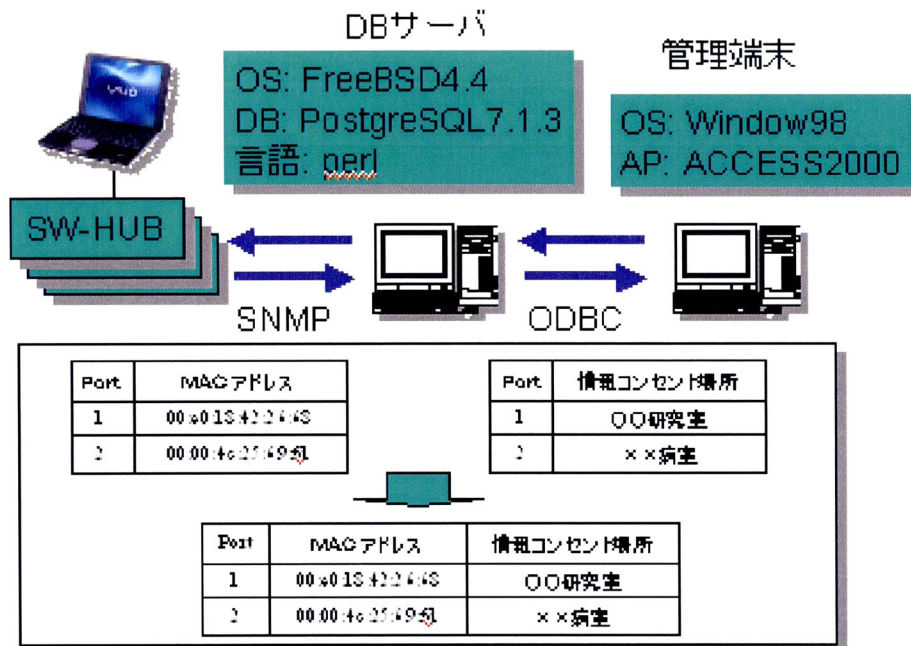 DBサーバ
OS: FreeBSD4.4
DB: PostgreSQL7.1.3
言語: perl
管理端末
OS: Window98
AP: ACCESS2000
SW-HUB
SNMP
ODBC
Port MACアドレス
1
2
Port 情報コンセント場所
1 〇〇研究室
2 ××病室
Port MACアドレス 情報コンセント場所
1 〇〇研究室
2 ××病室